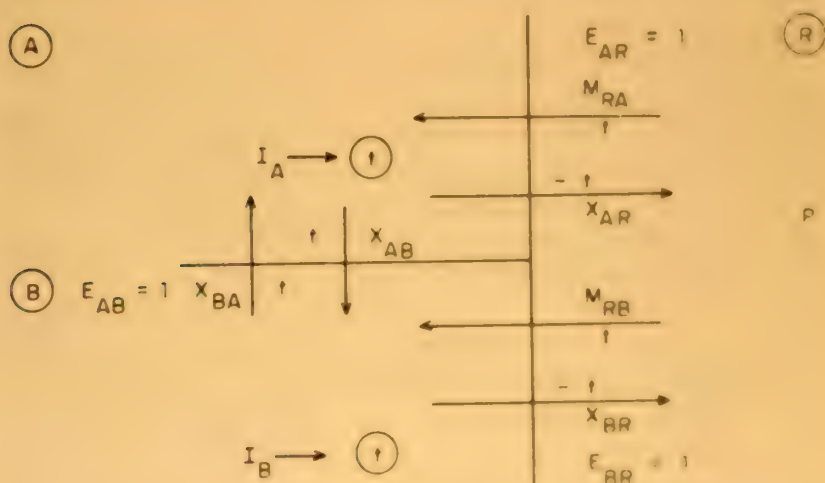 A
E_AR = 1
R
M_RA
↑
I_A → ↑
- ↑
X_AR
↑ X_AB
B E_AB = 1 X_BA ↑
M_RB
↑
- ↑
X_BR
I_B → ↑
E_BR = 1